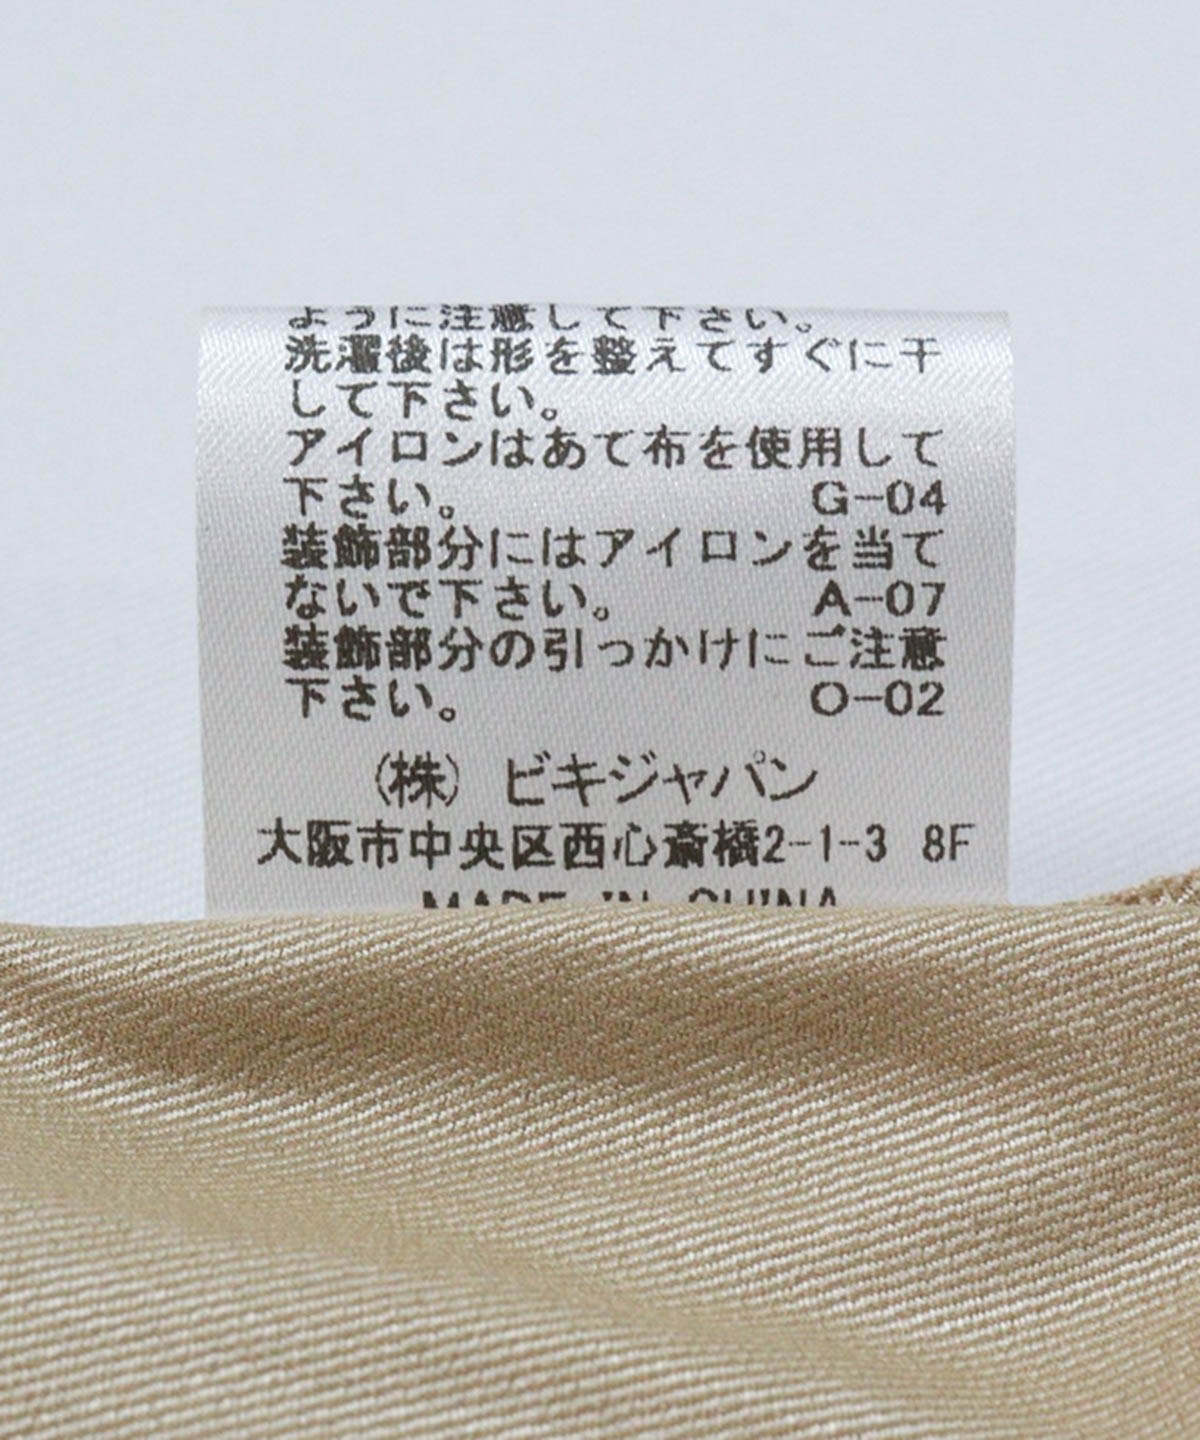 ように注意して下さい。
洗濯後は形を整えてすぐに干
して下さい。
アイロンはあて布を使用して
下さい。 G-04
装飾部分にはアイロンを当て
ないで下さい。 A-07
装飾部分の引っかけにご注意
下さい。 O-02
(株) ビキジャパン
大阪市中央区西心斎橋2-1-3 8F
MADE IN CHINA